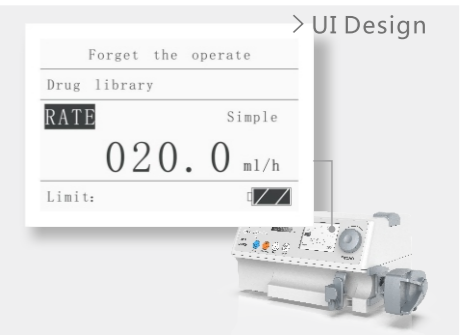 > UI Design
Forget the operate
Drug library
RATE Simple
020.0 ml/h
Limit: